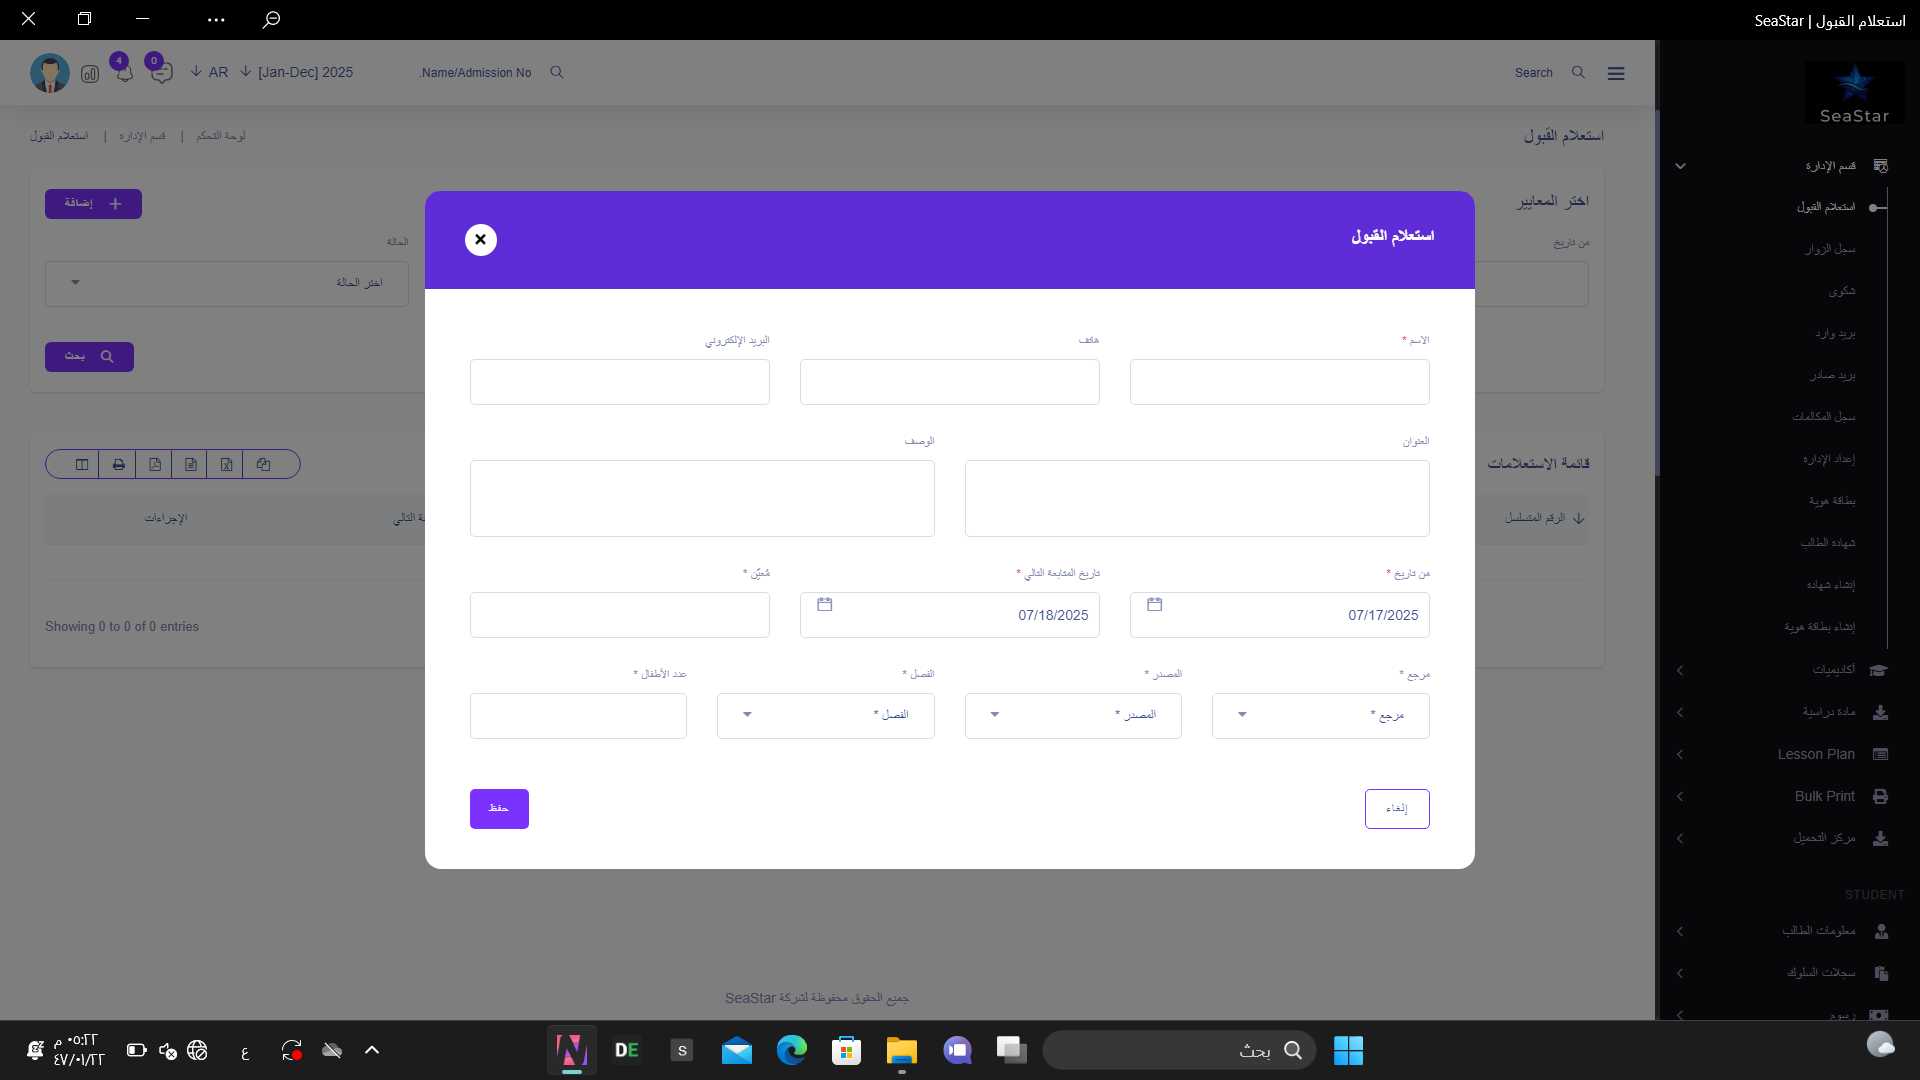 استعلام القبول | SeaStar
SeaStar
قسم الإدارة
استعلام القبول
سجل الزوار
شكوى
بريد وارد
بريد صادر
سجل المكالمات
إعداد الإدارة
بطاقة هوية
شهادة الطالب
إنشاء شهادة
إنشاء بطاقة هوية
أكاديميات
مادة دراسية
Lesson Plan
Bulk Print
مركز التحميل
STUDENT
معلومات الطالب
سجلات السلوك
رسوم
Search
.Name/Admission No
[Jan-Dec] 2025
AR
0
4
استعلام القبول
لوحة التحكم | قسم الإدارة | استعلام القبول
اختر المعايير
إضافة
من تاريخ
الحالة
اختر الحالة
بحث
قائمة الاستعلامات
الرقم المتسلسل
ة التالي
الإجراءات
Showing 0 to 0 of 0 entries
استعلام القبول
الاسم *
هاتف
البريد الإلكتروني
العنوان
الوصف
من تاريخ *
تاريخ المتابعة التالي *
مُعيَّن *
07/17/2025
07/18/2025
مرجع *
المصدر *
الفصل *
عدد الأطفال *
مرجع *
المصدر *
الفصل *
إلغاء
حفظ
جميع الحقوق محفوظة لشركة SeaStar
بحث
DE
S
ع
٠٥:٢٢ م
٤٧/٠١/٢٢